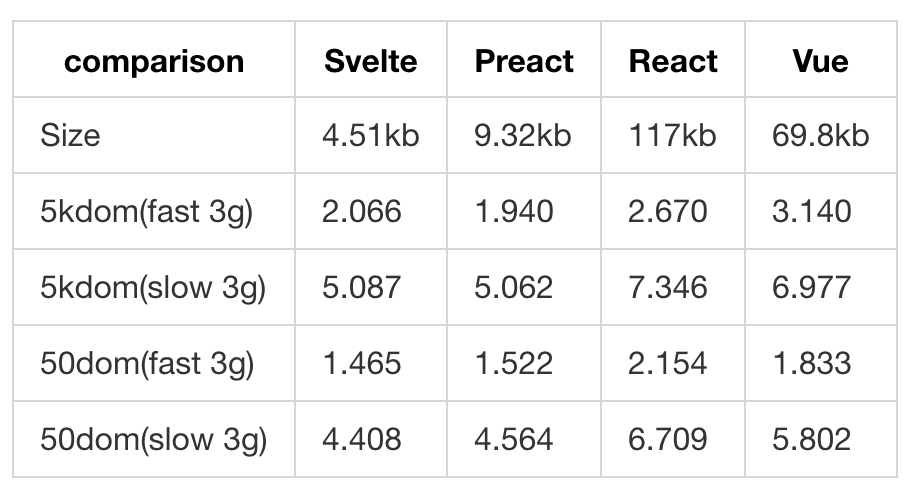 comparison Svelte Preact React Vue
Size 4.51kb 9.32kb 117kb 69.8kb
5kdom(fast 3g) 2.066 1.940 2.670 3.140
5kdom(slow 3g) 5.087 5.062 7.346 6.977
50dom(fast 3g) 1.465 1.522 2.154 1.833
50dom(slow 3g) 4.408 4.564 6.709 5.802